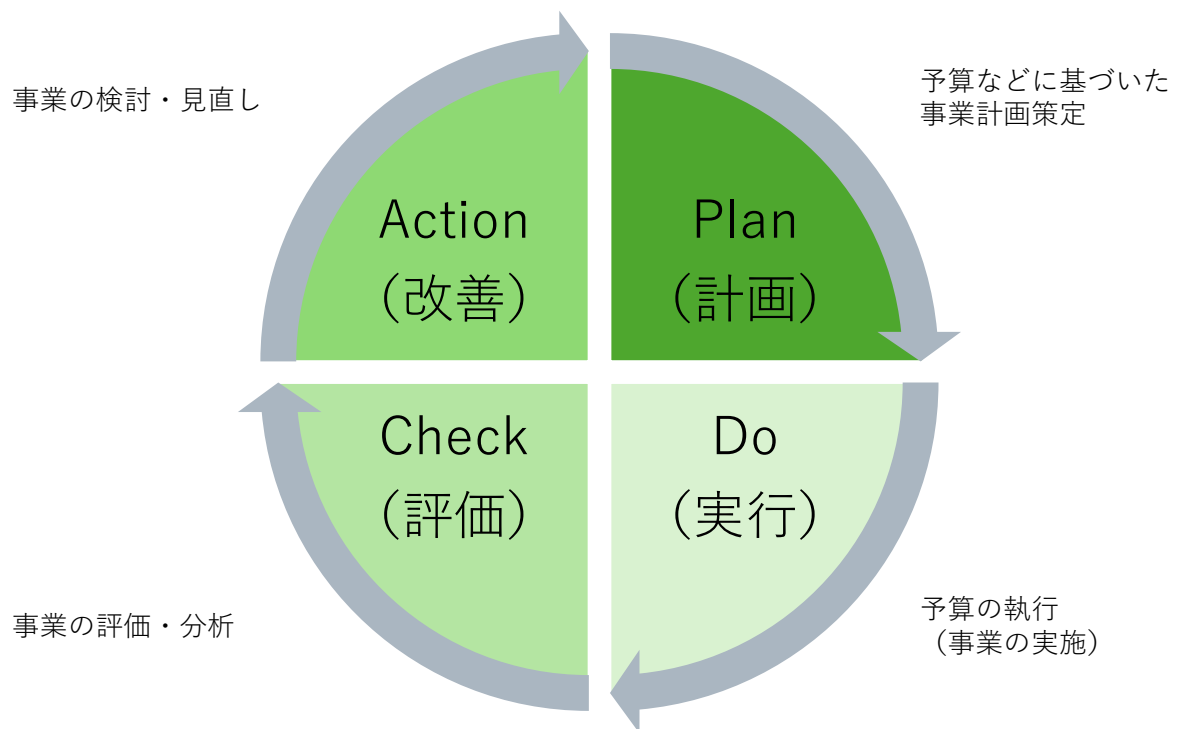 事業の検討・見直し
予算などに基づいた
事業計画策定
Action
（改善）
Plan
（計画）
Check
（評価）
Do
（実行）
事業の評価・分析
予算の執行
（事業の実施）